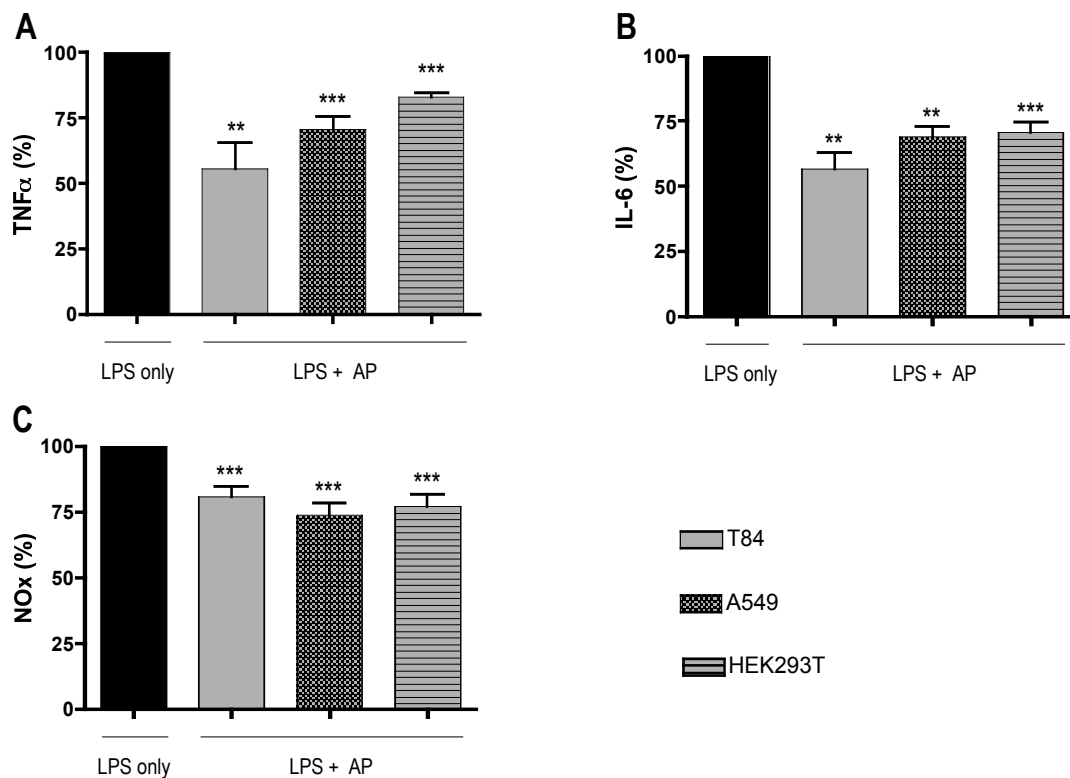 A
TNFα (%)
100
75
50
25
0
**
***
***
LPS only
LPS + AP
B
IL-6 (%)
100
75
50
25
0
**
**
***
LPS only
LPS + AP
C
NOx (%)
100
75
50
25
0
***
***
***
LPS only
LPS + AP
T84
A549
HEK293T